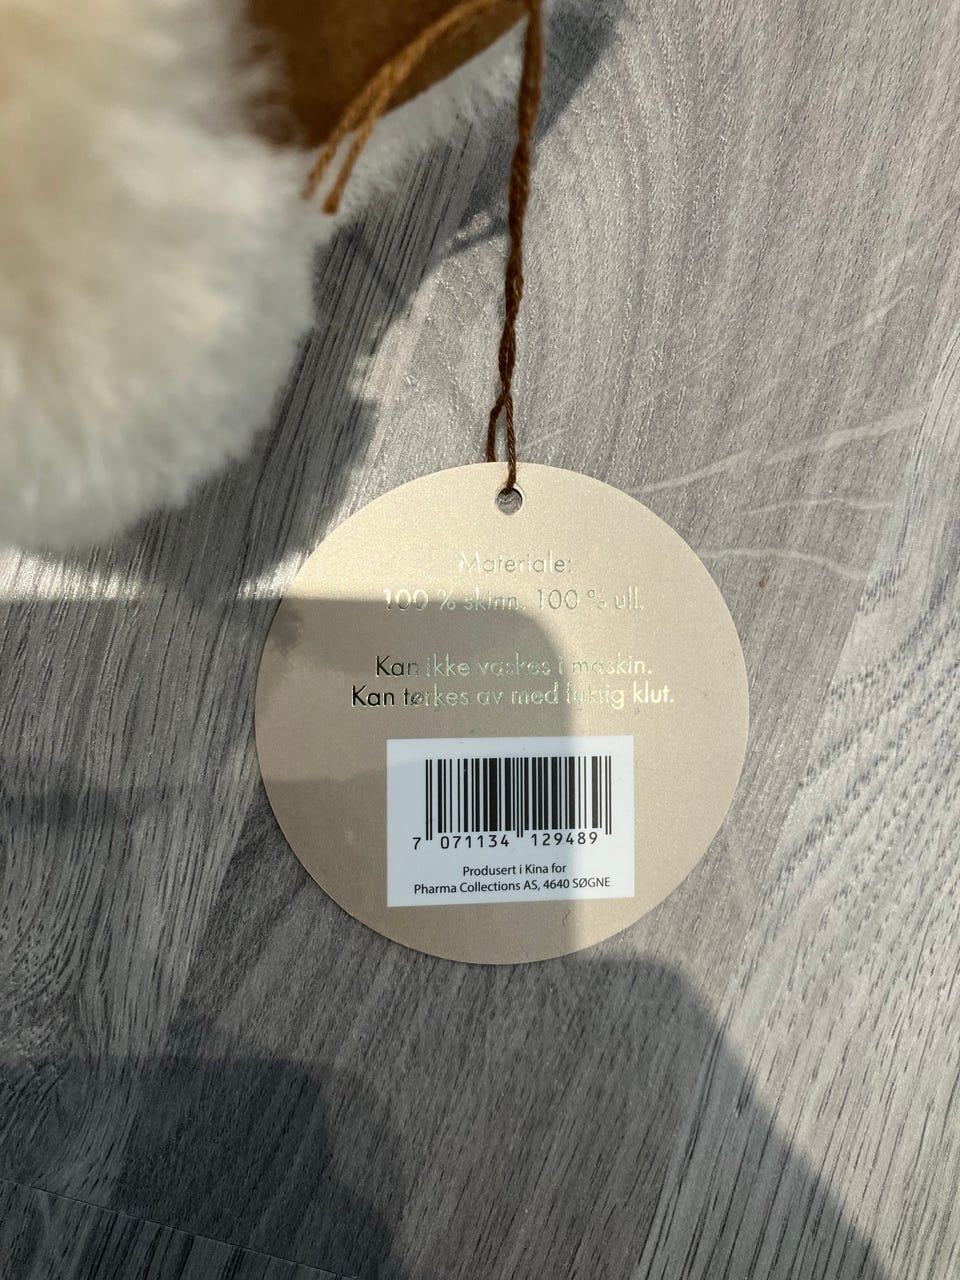 Materiale:
100 % skinn. 100 % ull.
Kan ikke vaskes i maskin.
Kan tørkes av med fuktig klut.
7 071134 129489
Produsert i Kina for
Pharma Collections AS, 4640 SØGNE